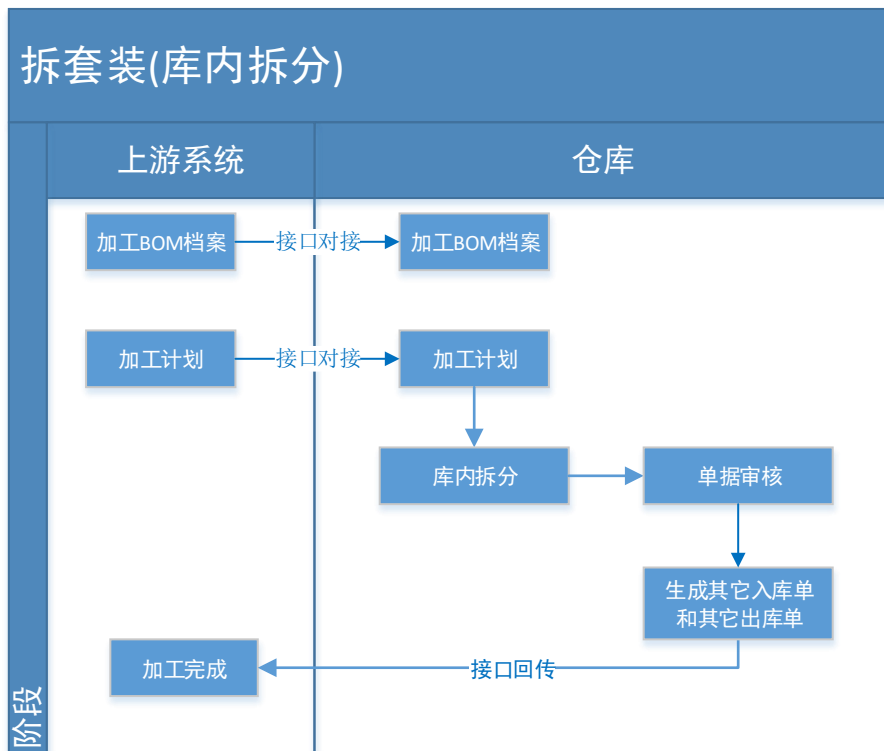 拆套装(库内拆分)
上游系统
仓库
加工BOM档案
接口对接
加工BOM档案
加工计划
接口对接
加工计划
库内拆分
单据审核
生成其它入库单
和其它出库单
加工完成
接口回传
阶段